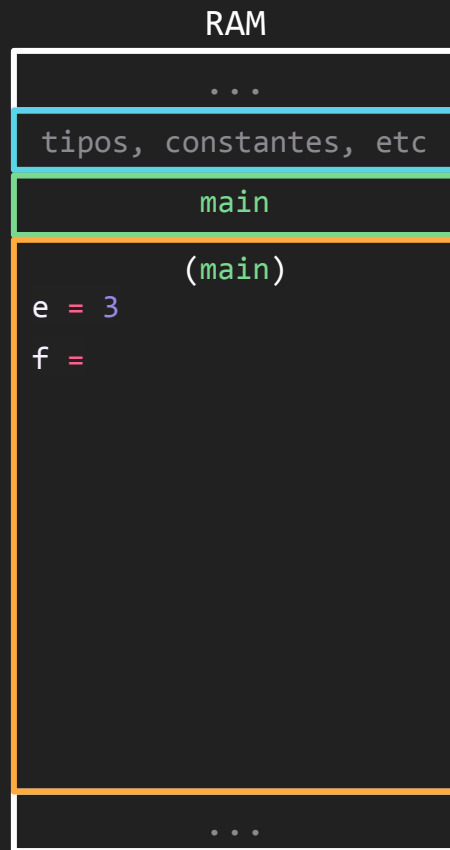 RAM
...
tipos, constantes, etc
main
(main)
e = 3
f =
...